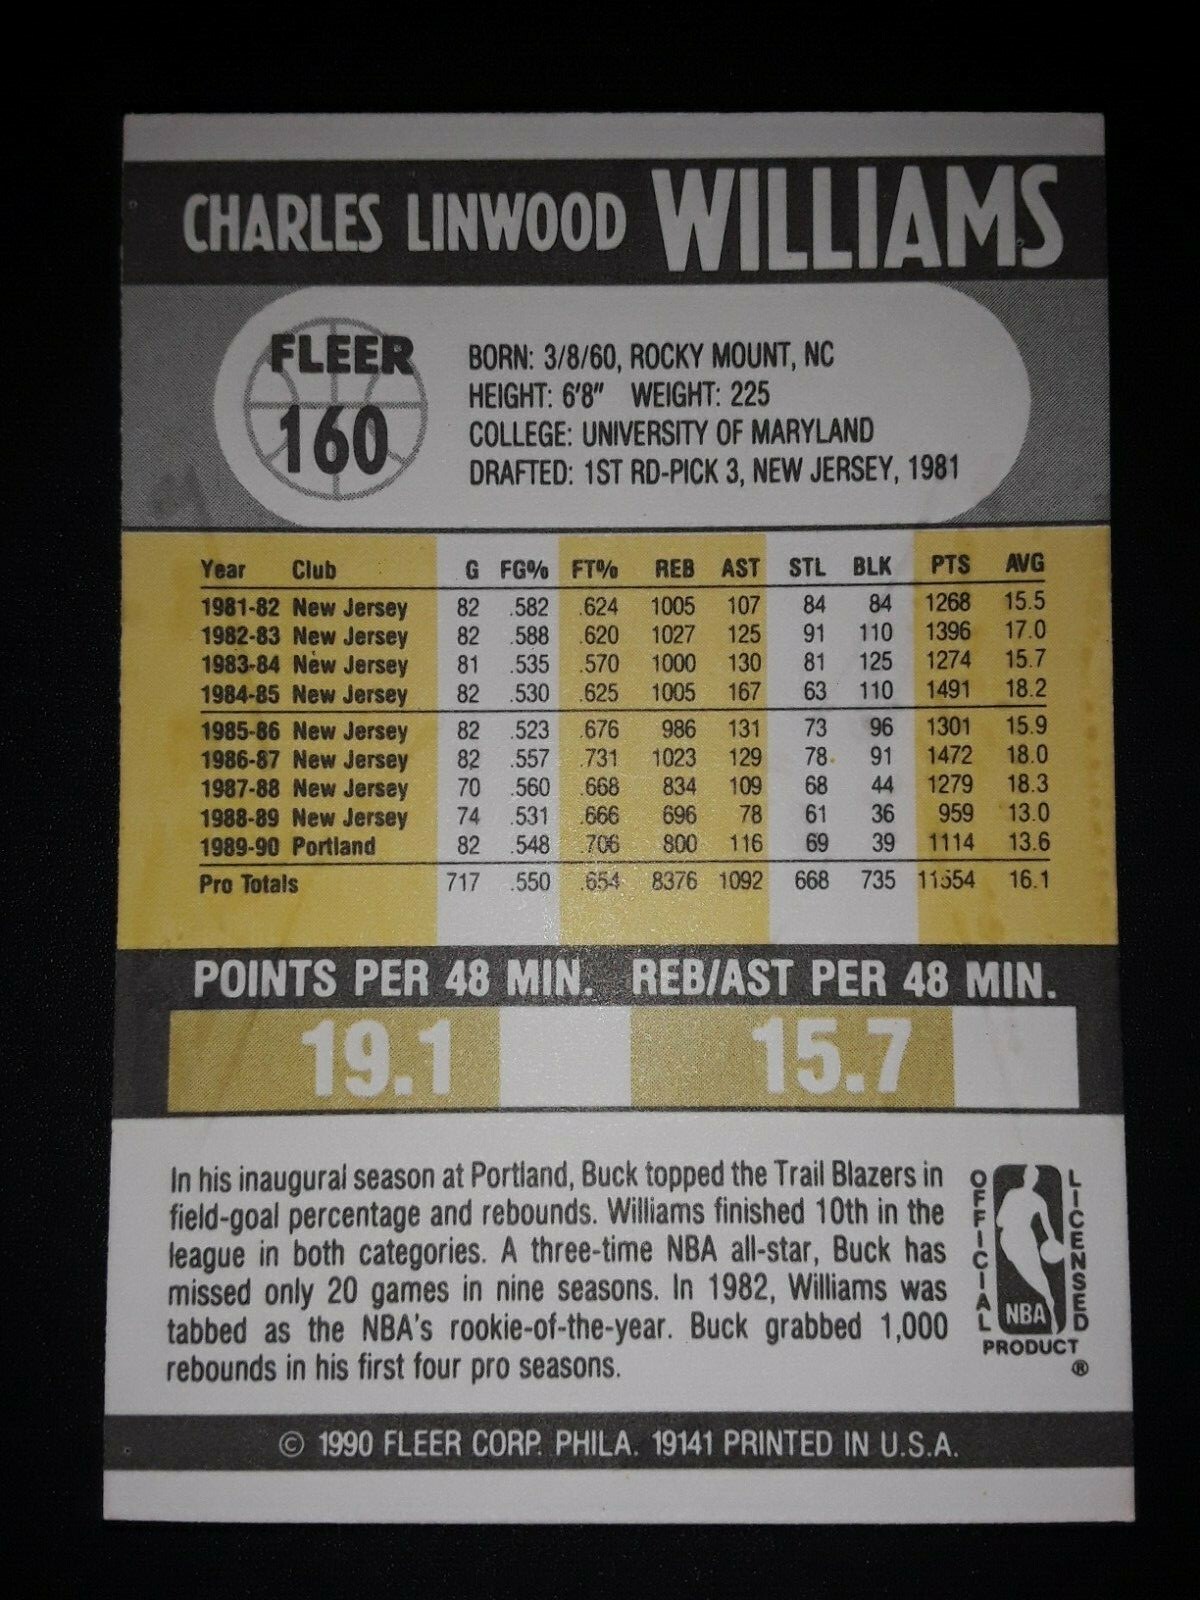 CHARLES LINWOOD WILLIAMS
FLEER
160
BORN: 3/8/60, ROCKY MOUNT, NC
HEIGHT: 6'8" WEIGHT: 225
COLLEGE: UNIVERSITY OF MARYLAND
DRAFTED: 1ST RD-PICK 3, NEW JERSEY, 1981
Year Club G FG% FT% REB AST STL BLK PTS AVG
1981-82 New Jersey 82 .582 .624 1005 107 84 84 1268 15.5
1982-83 New Jersey 82 .588 .620 1027 125 91 110 1396 17.0
1983-84 New Jersey 81 .535 .570 1000 130 81 125 1274 15.7
1984-85 New Jersey 82 .530 .625 1005 167 63 110 1491 18.2
1985-86 New Jersey 82 .523 .676 986 131 73 96 1301 15.9
1986-87 New Jersey 82 .557 .731 1023 129 78 91 1472 18.0
1987-88 New Jersey 70 .560 .668 834 109 68 44 1279 18.3
1988-89 New Jersey 74 .531 .666 696 78 61 36 959 13.0
1989-90 Portland 82 .548 .706 800 116 69 39 1114 13.6
Pro Totals 717 .550 .654 8376 1092 668 735 11554 16.1
POINTS PER 48 MIN. REB/AST PER 48 MIN.
19.1 15.7
In his inaugural season at Portland, Buck topped the Trail Blazers in
field-goal percentage and rebounds. Williams finished 10th in the
league in both categories. A three-time NBA all-star, Buck has
missed only 20 games in nine seasons. In 1982, Williams was
tabbed as the NBA's rookie-of-the-year. Buck grabbed 1,000
rebounds in his first four pro seasons.
OFFICIAL
LICENSED
NBA
PRODUCT
®
© 1990 FLEER CORP. PHILA. 19141 PRINTED IN U.S.A.